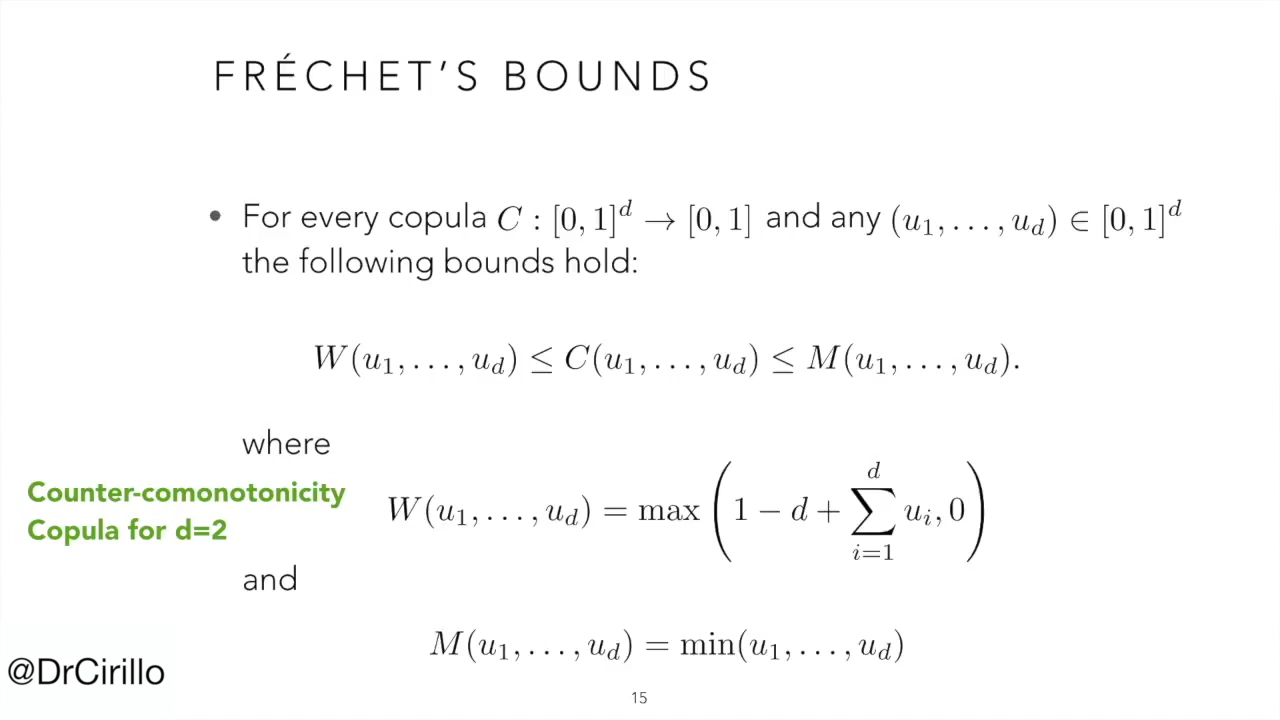 FRÉCHET'S BOUNDS
• For every copula C : [0, 1]^d → [0, 1] and any (u_1, . . . , u_d) ∈ [0, 1]^d
the following bounds hold:
W(u_1, . . . , u_d) ≤ C(u_1, . . . , u_d) ≤ M(u_1, . . . , u_d).
where
Counter-comonotonicity
Copula for d=2
W(u_1, . . . , u_d) = max ( 1 − d + ∑_{i=1}^{d} u_i, 0 )
and
M(u_1, . . . , u_d) = min(u_1, . . . , u_d)
@DrCirillo
15